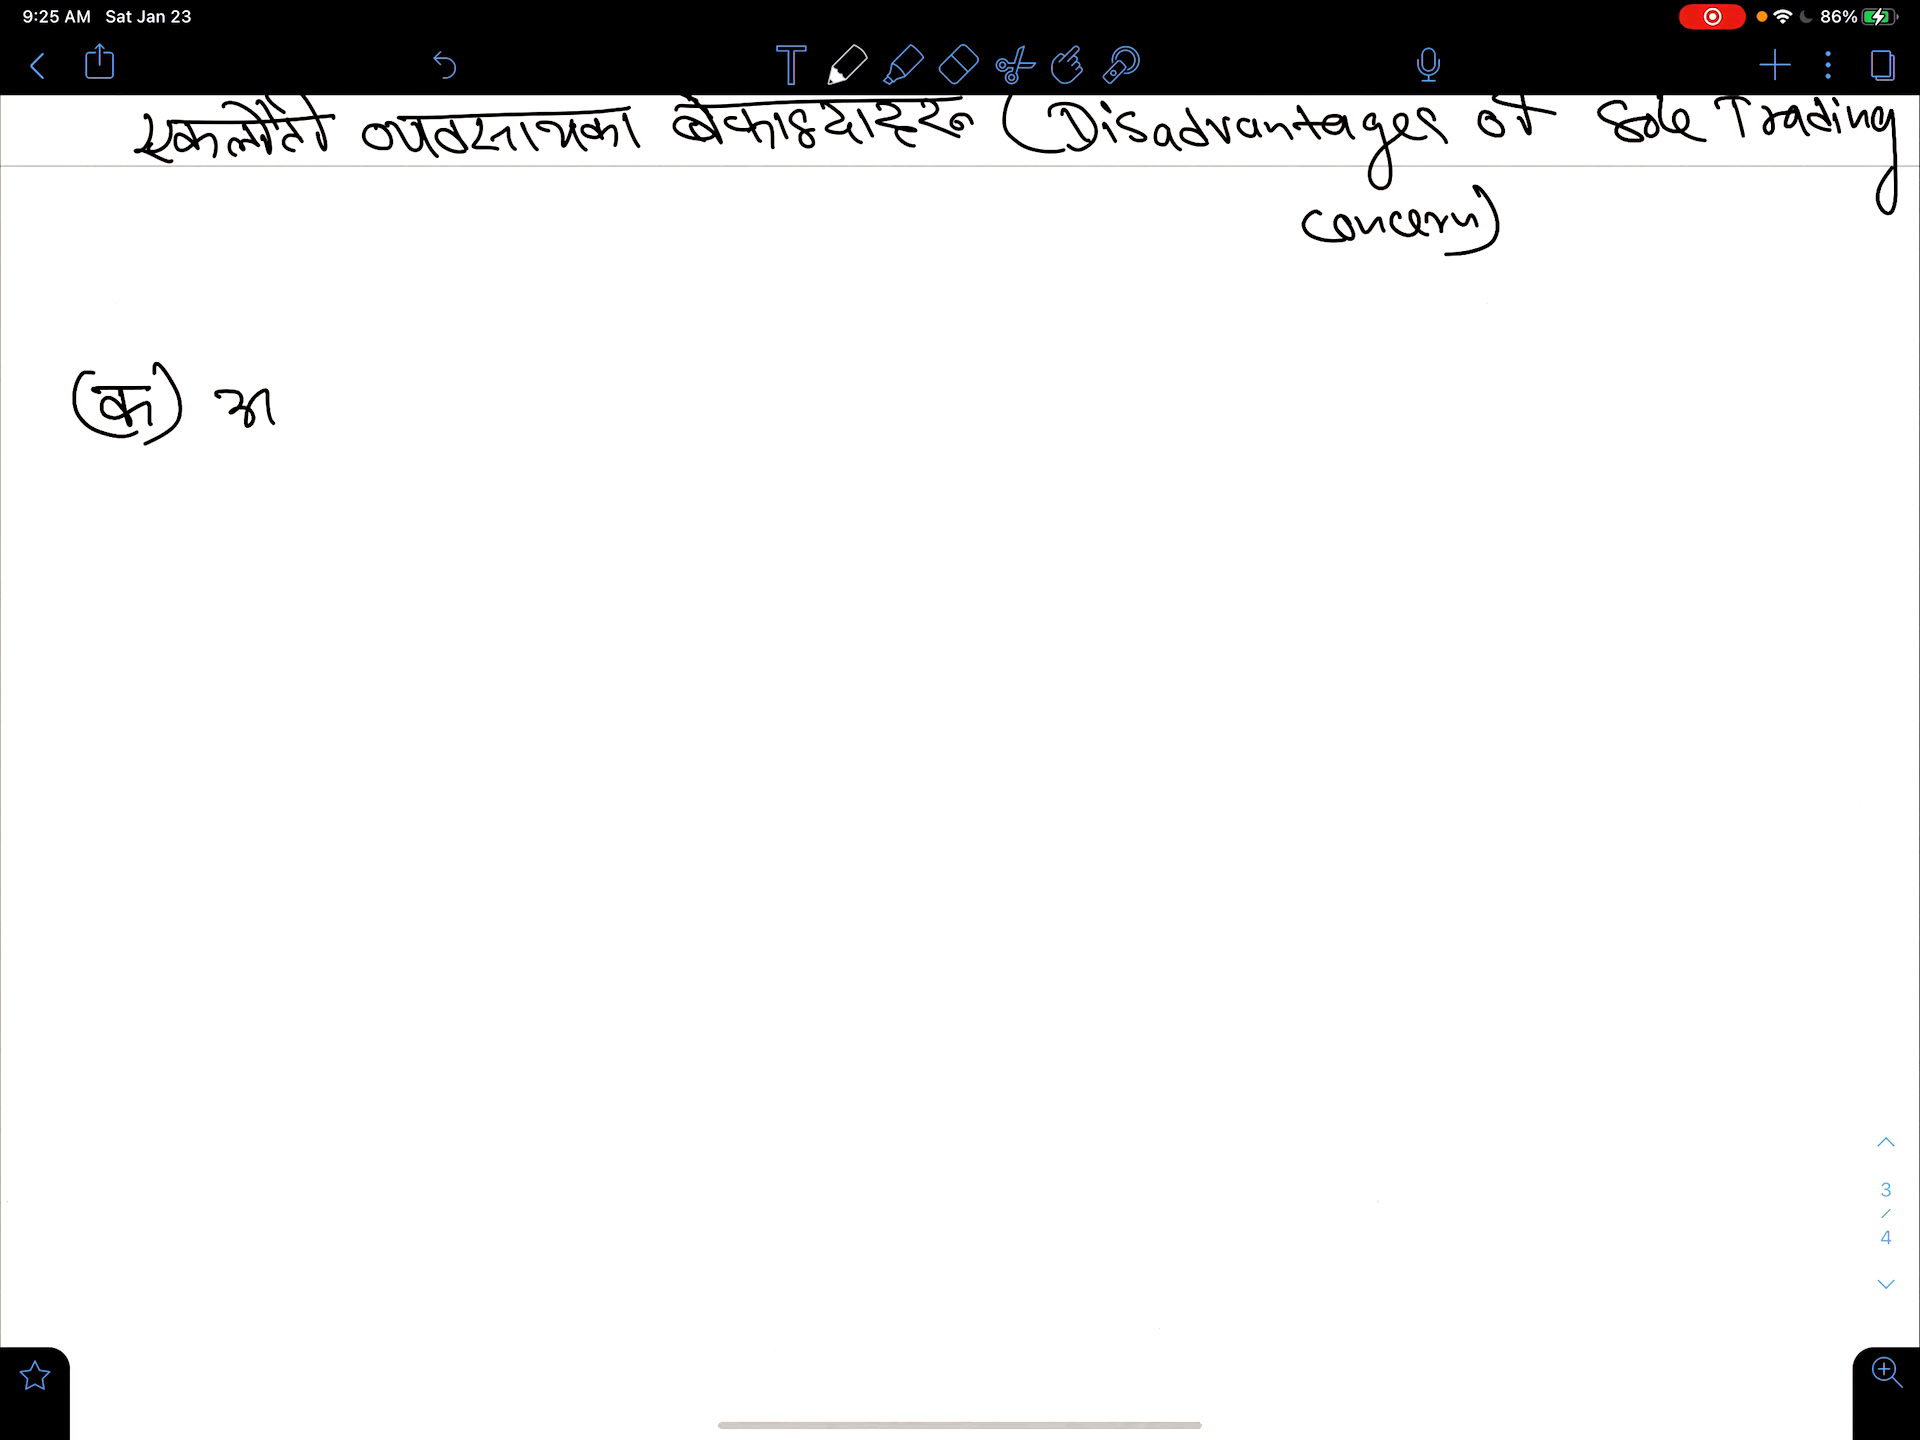 9:25 AM Sat Jan 23
86%
T
एकलौटी व्यवसायका बेफाइदाहरू (Disadvantages of Sole Trading
concern)
(क) अ
3
/
4